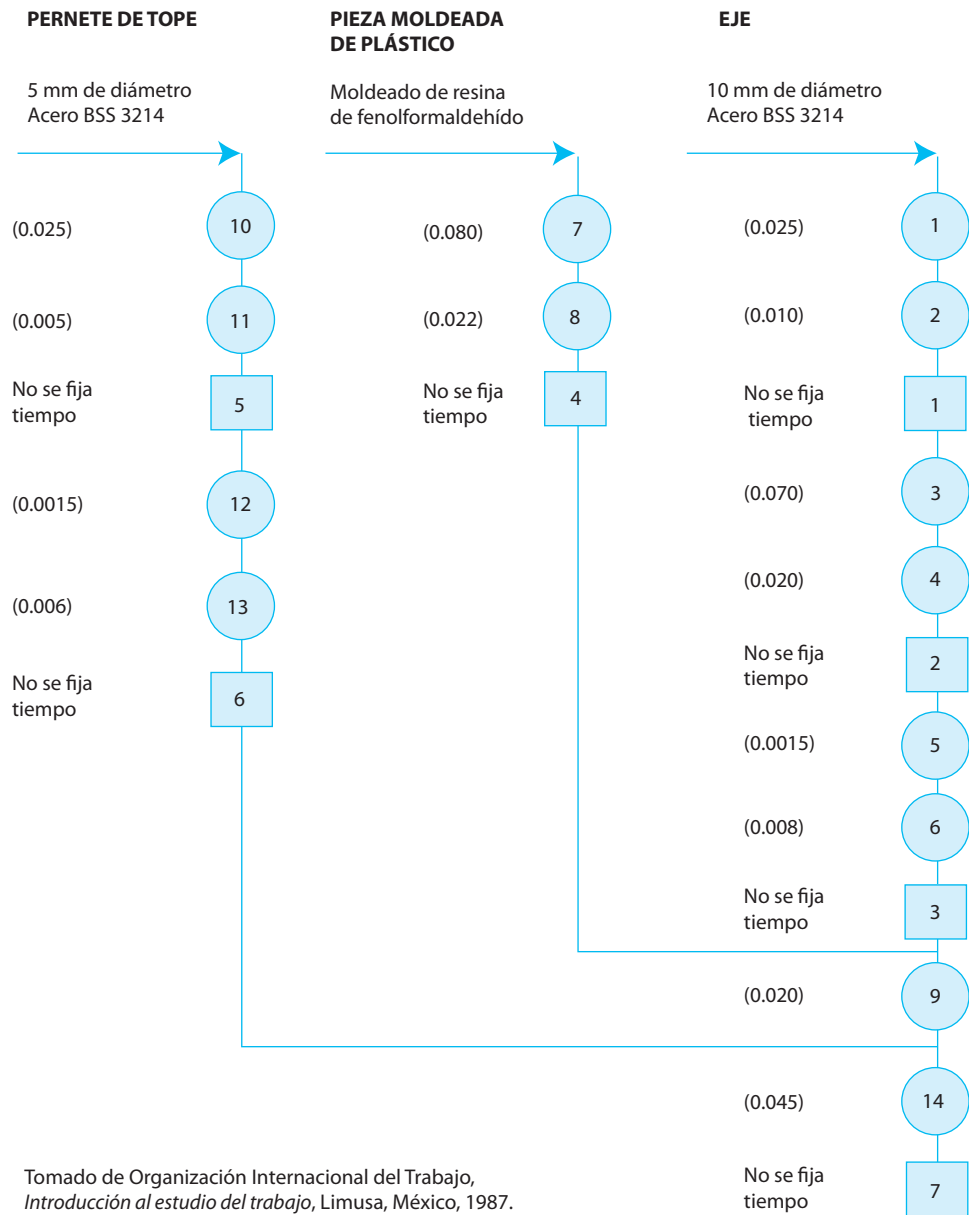 PERNETE DE TOPE
5 mm de diámetro
Acero BSS 3214
(0.025)
10
(0.005)
11
No se fija
tiempo
5
(0.0015)
12
(0.006)
13
No se fija
tiempo
6
PIEZA MOLDEADA
DE PLÁSTICO
Moldeado de resina
de fenolformaldehído
(0.080)
7
(0.022)
8
No se fija
tiempo
4
EJE
10 mm de diámetro
Acero BSS 3214
(0.025)
1
(0.010)
2
No se fija
tiempo
1
(0.070)
3
(0.020)
4
No se fija
tiempo
2
(0.0015)
5
(0.008)
6
No se fija
tiempo
3
(0.020)
9
(0.045)
14
No se fija
tiempo
7
Tomado de Organización Internacional del Trabajo,
Introducción al estudio del trabajo, Limusa, México, 1987.